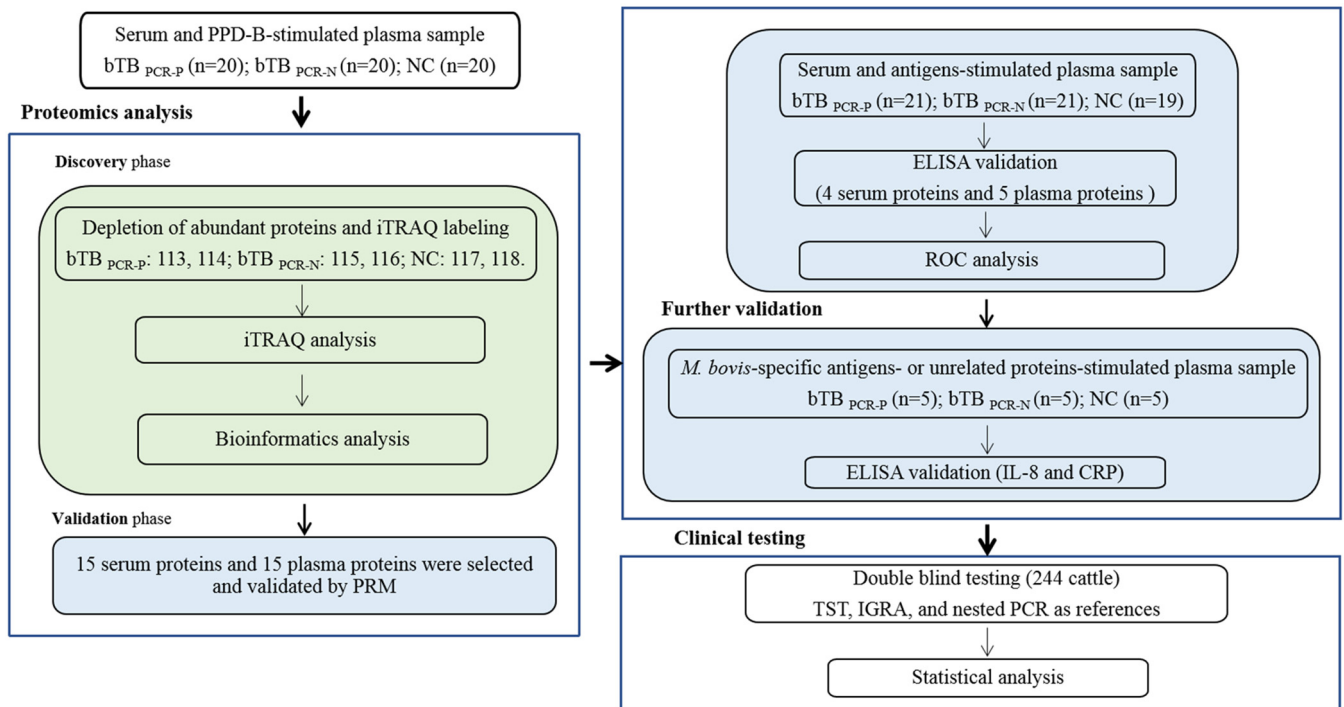 Serum and PPD-B-stimulated plasma sample
bTB PCR-P (n=20); bTB PCR-N (n=20); NC (n=20)
Proteomics analysis
Discovery phase
Depletion of abundant proteins and iTRAQ labeling
bTB PCR-P: 113, 114; bTB PCR-N: 115, 116; NC: 117, 118.
iTRAQ analysis
Bioinformatics analysis
Validation phase
15 serum proteins and 15 plasma proteins were selected
and validated by PRM
Serum and antigens-stimulated plasma sample
bTB PCR-P (n=21); bTB PCR-N (n=21); NC (n=19)
ELISA validation
(4 serum proteins and 5 plasma proteins )
ROC analysis
Further validation
M. bovis-specific antigens- or unrelated proteins-stimulated plasma sample
bTB PCR-P (n=5); bTB PCR-N (n=5); NC (n=5)
ELISA validation (IL-8 and CRP)
Clinical testing
Double blind testing (244 cattle)
TST, IGRA, and nested PCR as references
Statistical analysis